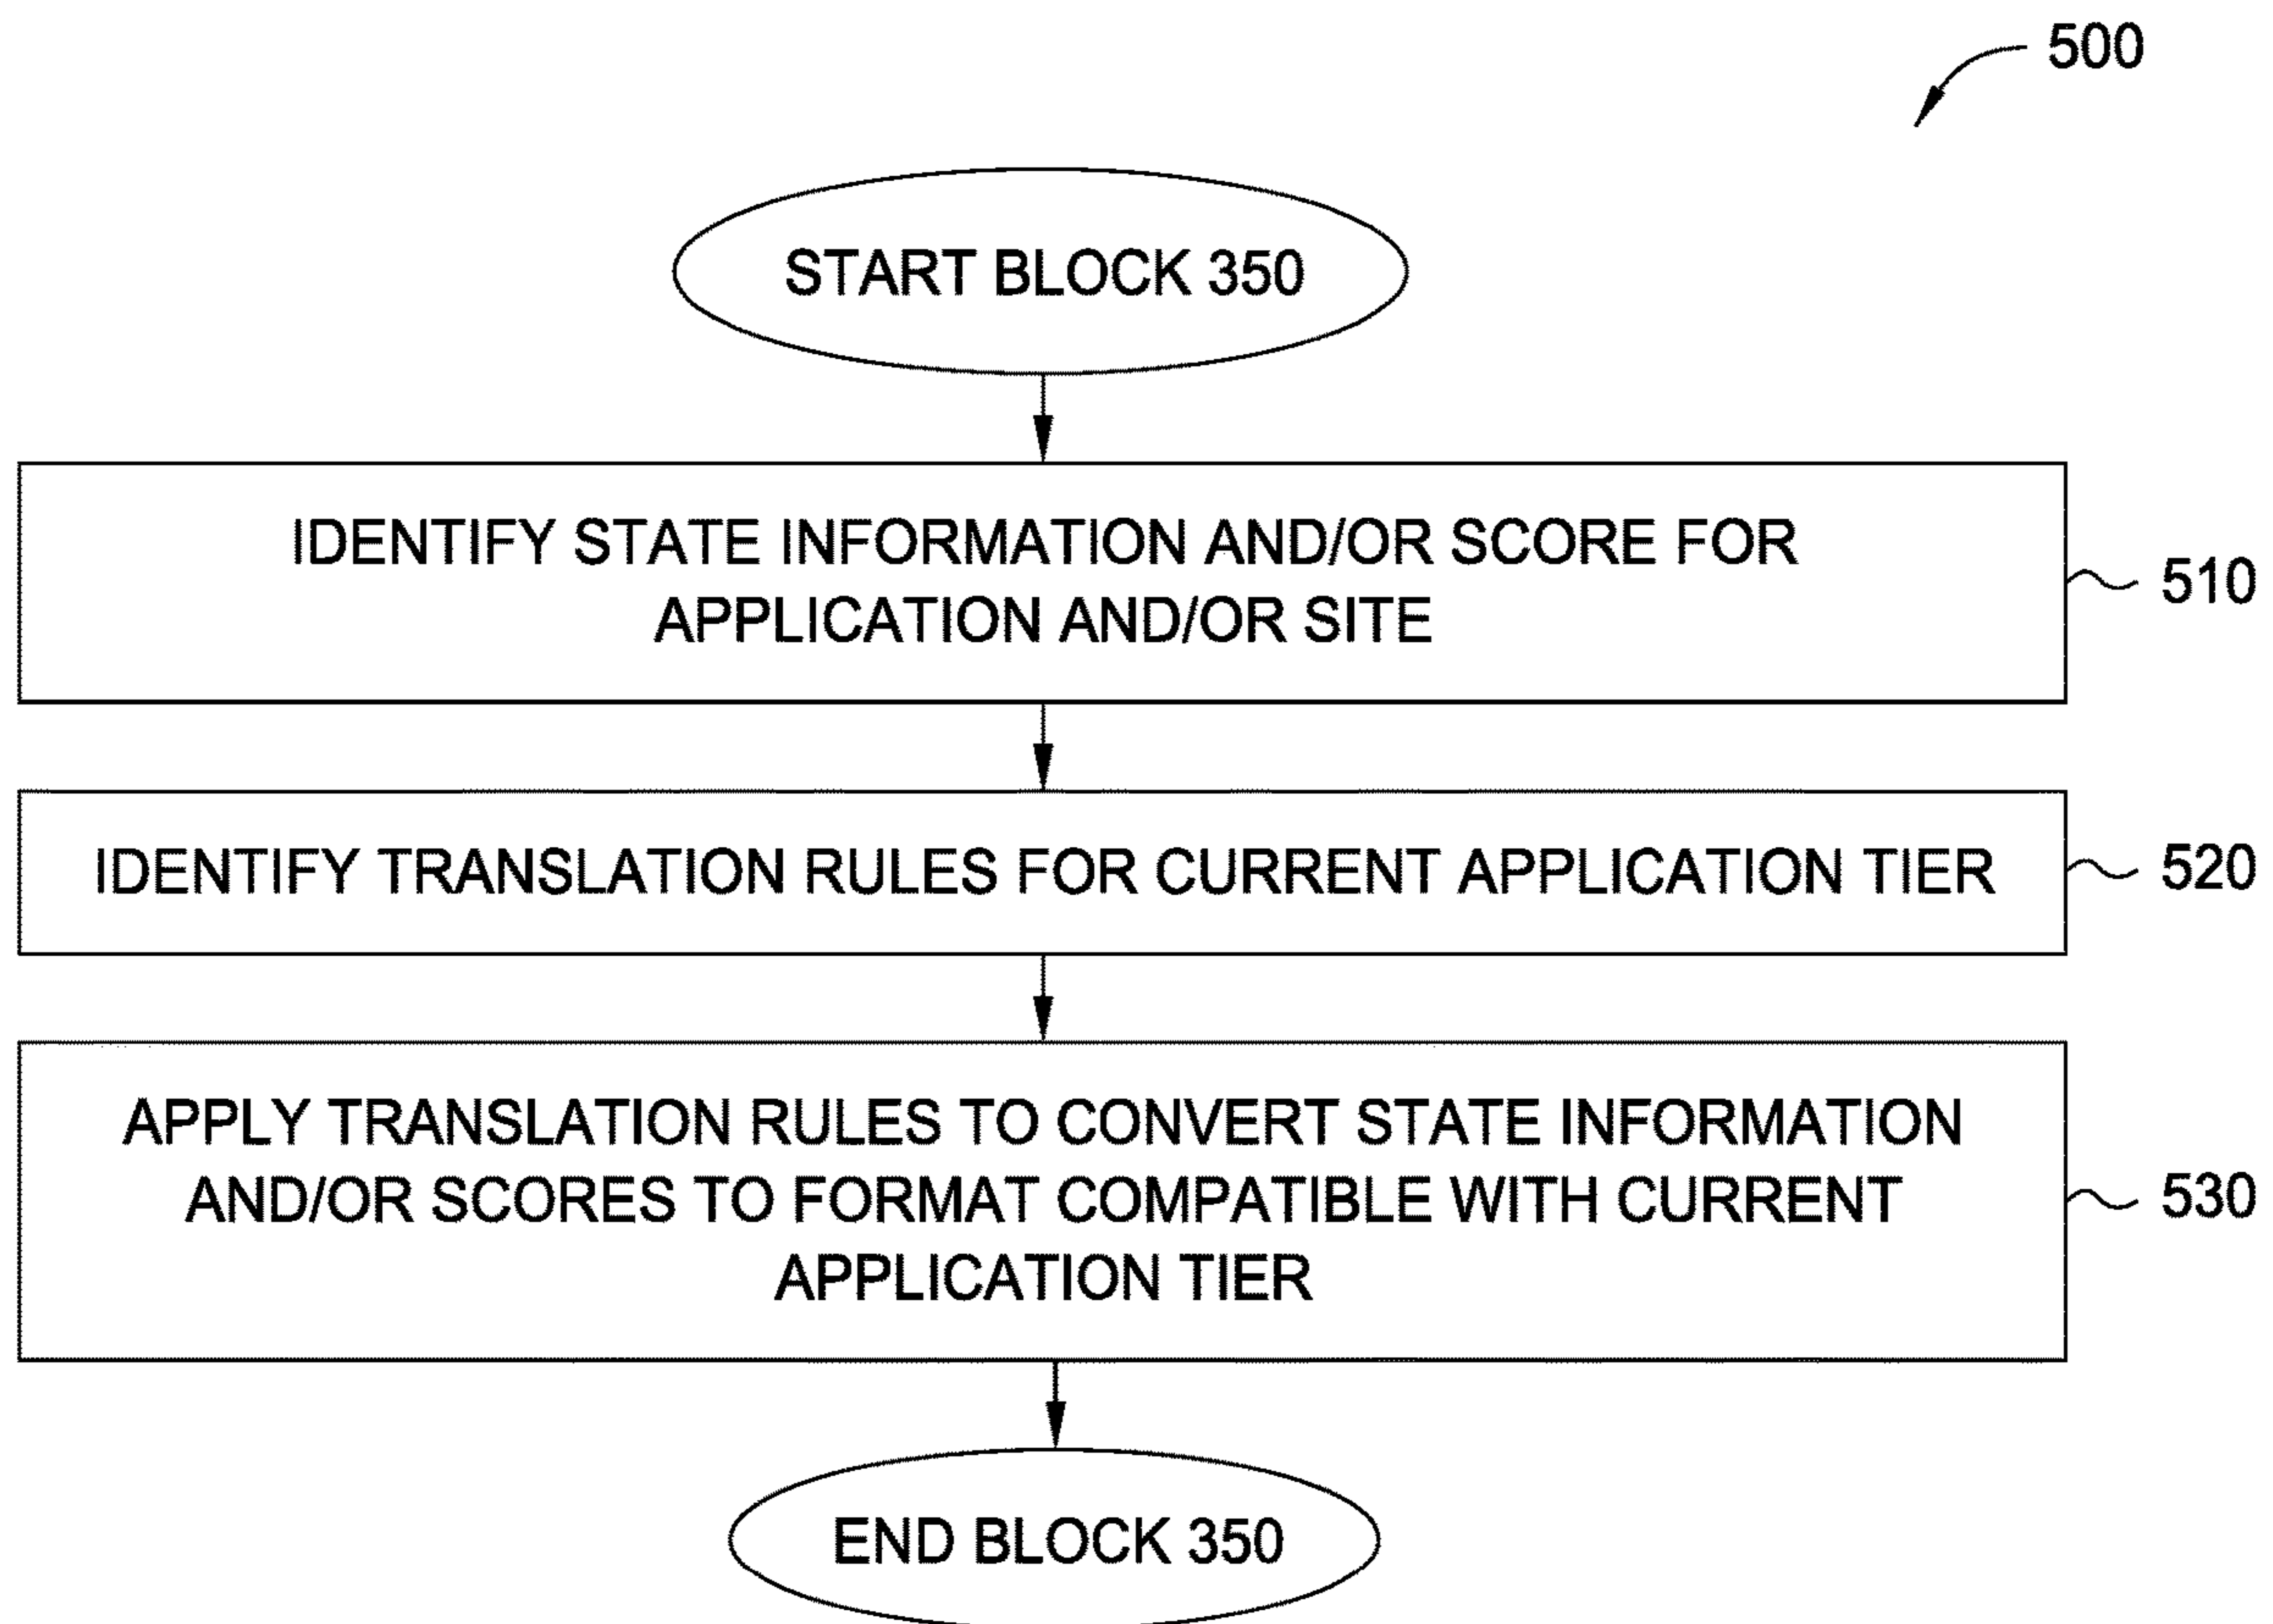 500
START BLOCK 350
IDENTIFY STATE INFORMATION AND/OR SCORE FOR
APPLICATION AND/OR SITE
510
IDENTIFY TRANSLATION RULES FOR CURRENT APPLICATION TIER
520
APPLY TRANSLATION RULES TO CONVERT STATE INFORMATION
AND/OR SCORES TO FORMAT COMPATIBLE WITH CURRENT
APPLICATION TIER
530
END BLOCK 350